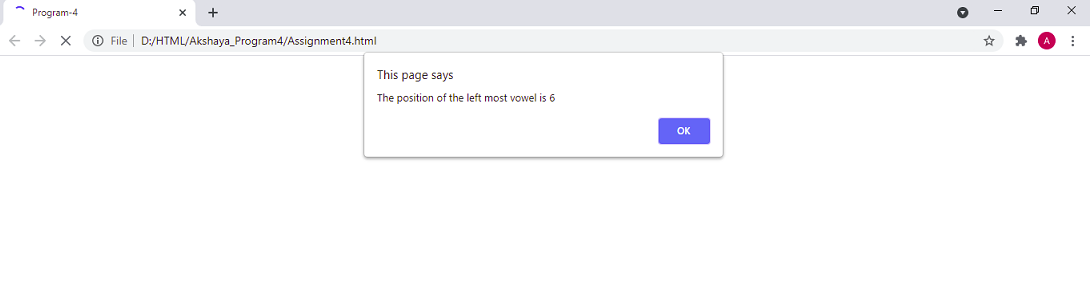 Program-4
File D:/HTML/Akshaya_Program4/Assignment4.html
A
This page says
The position of the left most vowel is 6
OK